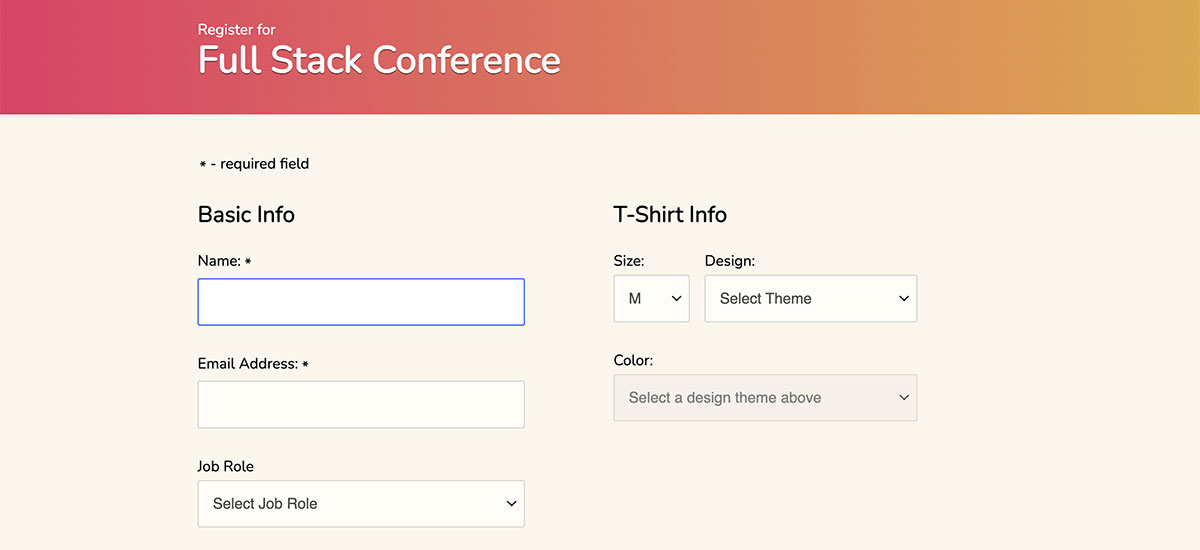 Register for
Full Stack Conference
* - required field
Basic Info
Name: *
Email Address: *
Job Role
Select Job Role
T-Shirt Info
Size:
M
Design:
Select Theme
Color:
Select a design theme above